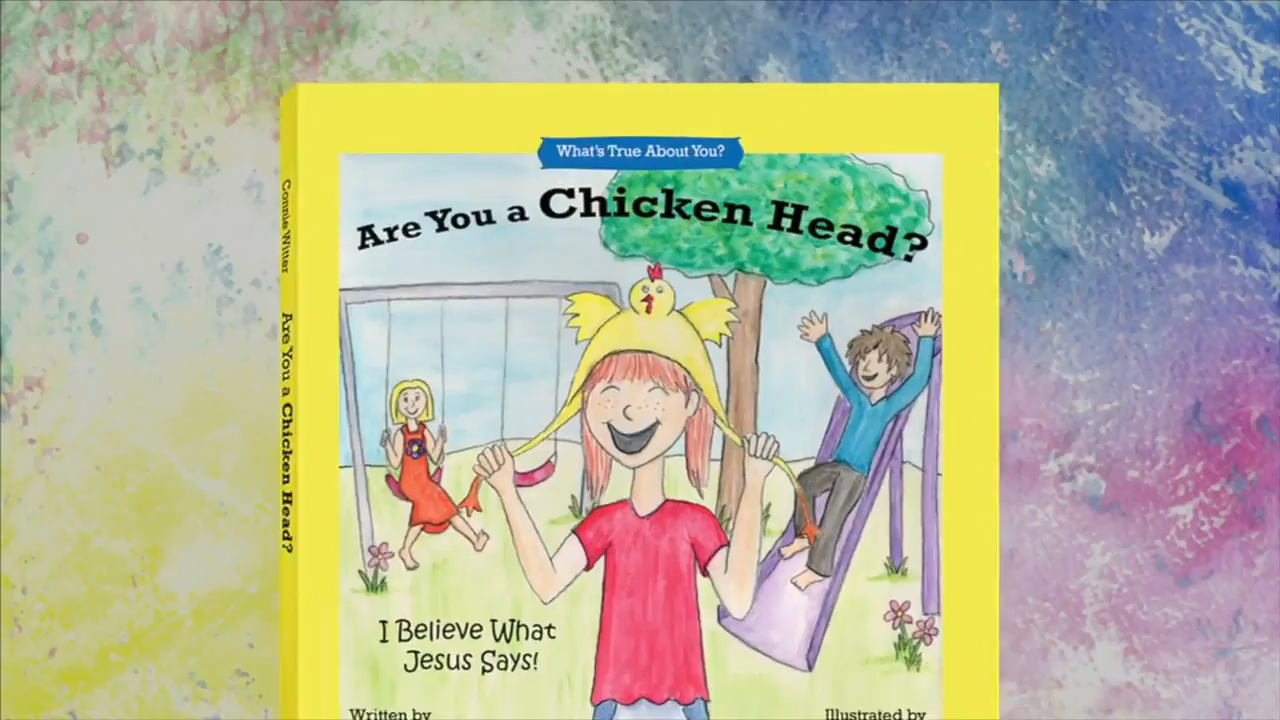 What's True About You?
Are You a Chicken Head?
I Believe What
Jesus Says!
Written by
Illustrated by
Connie Witter
Are You a Chicken Head?